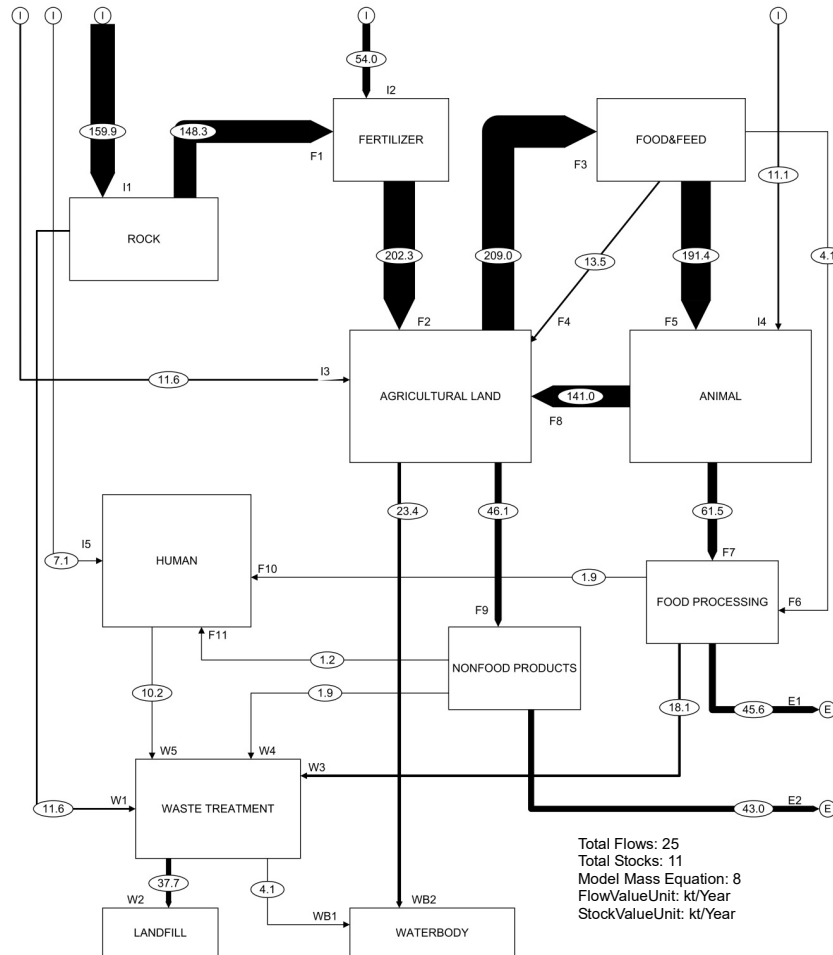 I
I
I
I
I
54.0
I2
159.9
148.3
F1
FERTILIZER
FOOD&FEED
F3
11.1
I1
ROCK
202.3
209.0
13.5
191.4
4.1
F2
F4
F5
I4
11.6
I3
AGRICULTURAL LAND
141.0
F8
ANIMAL
23.4
46.1
61.5
7.1
I5
HUMAN
F10
1.9
F7
FOOD PROCESSING
F6
F9
F11
1.2
NONFOOD PRODUCTS
10.2
1.9
18.1
45.6
E1
E
W5
W4
W3
11.6
W1
WASTE TREATMENT
43.0
E2
E
37.7
4.1
W2
WB1
WB2
LANDFILL
WATERBODY
Total Flows: 25
Total Stocks: 11
Model Mass Equation: 8
FlowValueUnit: kt/Year
StockValueUnit: kt/Year